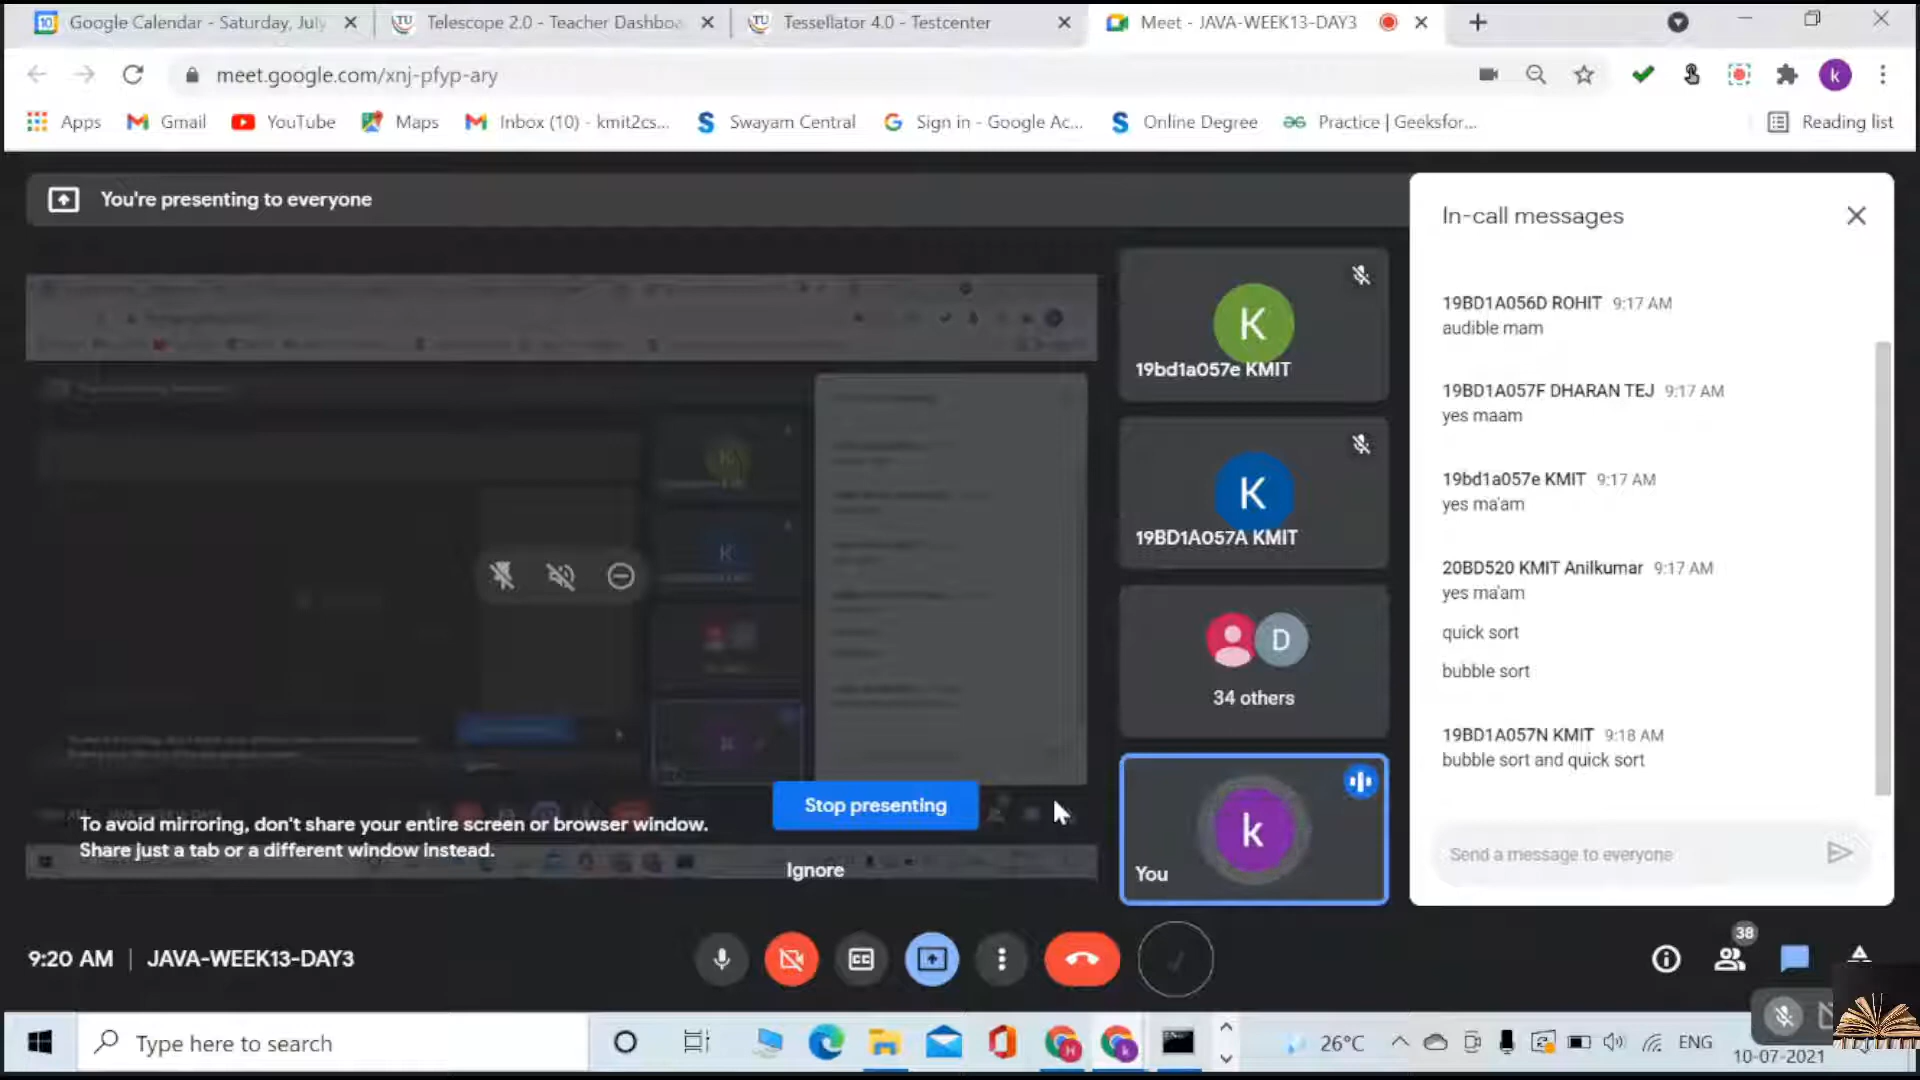 Google Calendar - Saturday, July
Telescope 2.0 - Teacher Dashboa
Tessellator 4.0 - Testcenter
Meet - JAVA-WEEK13-DAY3
meet.google.com/xnj-pfyp-ary
k
Apps
Gmail
YouTube
Maps
Inbox (10) - kmit2cs...
Swayam Central
Sign in - Google Ac...
Online Degree
Practice | Geeksfor...
Reading list
You're presenting to everyone
To avoid mirroring, don't share your entire screen or browser window.
Share just a tab or a different window instead.
Stop presenting
Ignore
K
19bd1a057e KMIT
K
19BD1A057A KMIT
D
34 others
k
You
In-call messages
19BD1A056D ROHIT 9:17 AM
audible mam
19BD1A057F DHARAN TEJ 9:17 AM
yes maam
19bd1a057e KMIT 9:17 AM
yes ma'am
20BD520 KMIT Anilkumar 9:17 AM
yes ma'am
quick sort
bubble sort
19BD1A057N KMIT 9:18 AM
bubble sort and quick sort
Send a message to everyone
9:20 AM | JAVA-WEEK13-DAY3
CC
38
Type here to search
26°C
ENG
10-07-2021